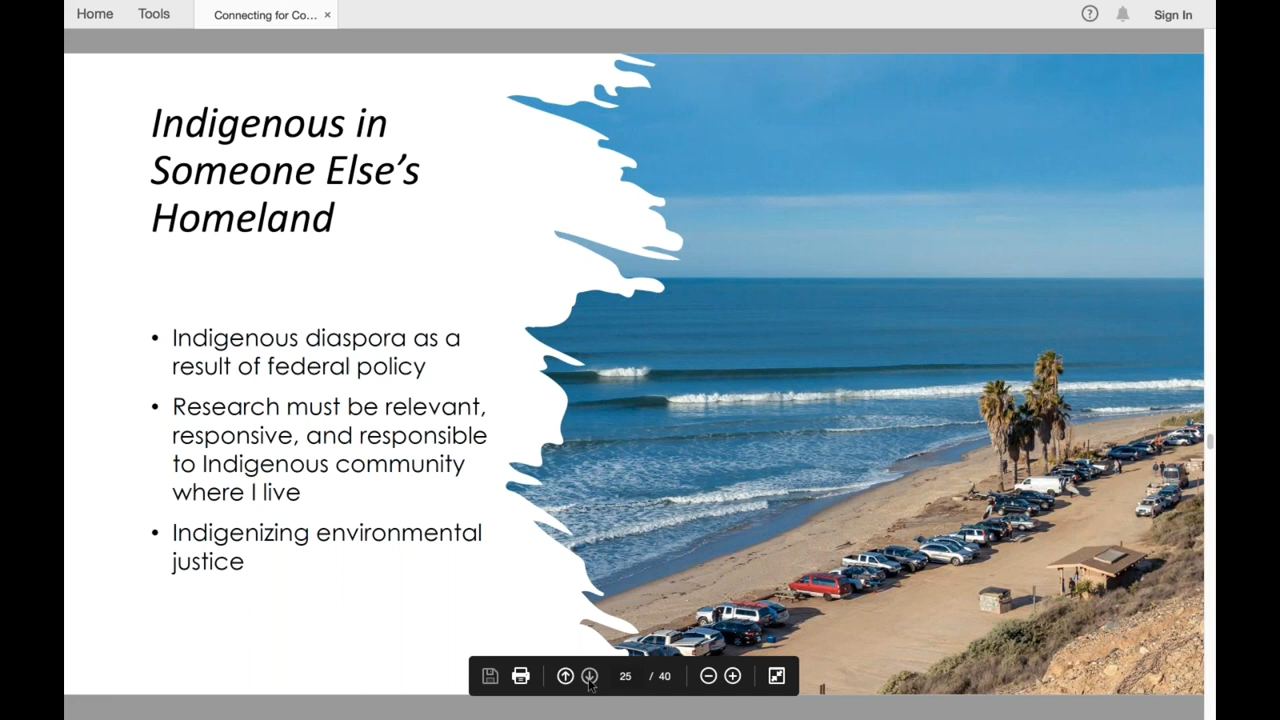 Home Tools Connecting for Co... × ? Sign In
Indigenous in
Someone Else’s
Homeland
• Indigenous diaspora as a
result of federal policy
• Research must be relevant,
responsive, and responsible
to Indigenous community
where I live
• Indigenizing environmental
justice
25 / 40